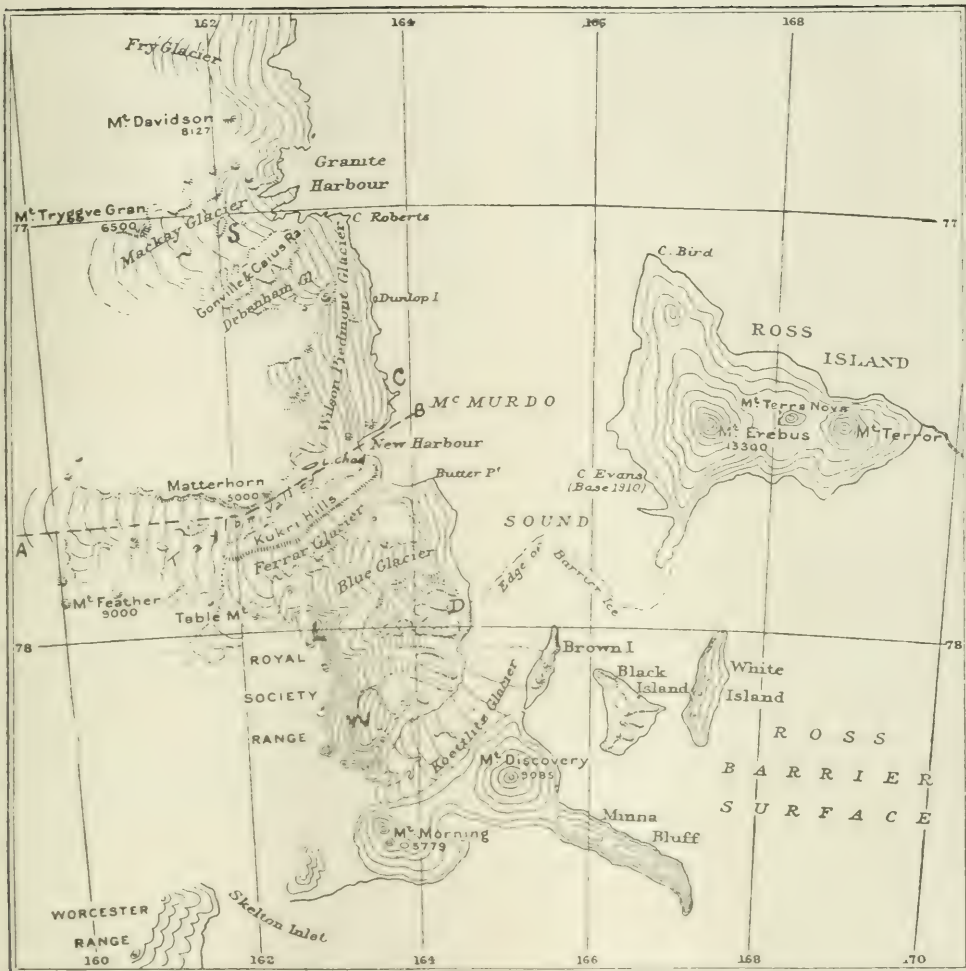 162 164 166 168
Fry Glacier
Mt. Davidson
8127
Granite
Harbour
Mt. Tryggve Gran
6500
77
Mackay Glacier
S
C Roberts
77
Gonville & Caius Ra
Debenham Gl.
Wilson Piedmont Glacier
Dunlop I
C. Bird
ROSS
ISLAND
C
B
McMURDO
Mt. Terra Nova
Mt. Erebus
13300
Mt. Terror
New Harbour
L. Chad
Butter Pt
Matterhorn
5000
C Evans
(Base 1910)
A
Kukri Hills
Ferrar Glacier
SOUND
Edge of Barrier Ice
Blue Glacier
Mt. Feather
9000
Table Mt
D
L
78
78
ROYAL
SOCIETY
RANGE
W
Koettlitz Glacier
Brown I
Black
Island
White
Island
Mt. Discovery
9085
ROSS
BARRIER
SURFACE
Minna
Bluff
Mt. Morning
5779
WORCESTER
RANGE
Skelton Inlet
160 162 164 166 168 170